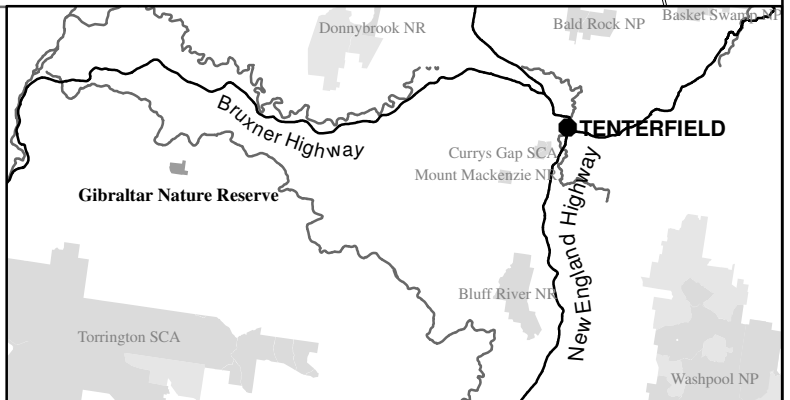 Donnybrook NR
Bald Rock NP
Basket Swamp NP
Bruxner Highway
TENTERFIELD
Currys Gap SCA
Mount Mackenzie NR
Gibraltar Nature Reserve
New England Highway
Bluff River NR
Torrington SCA
Washpool NP